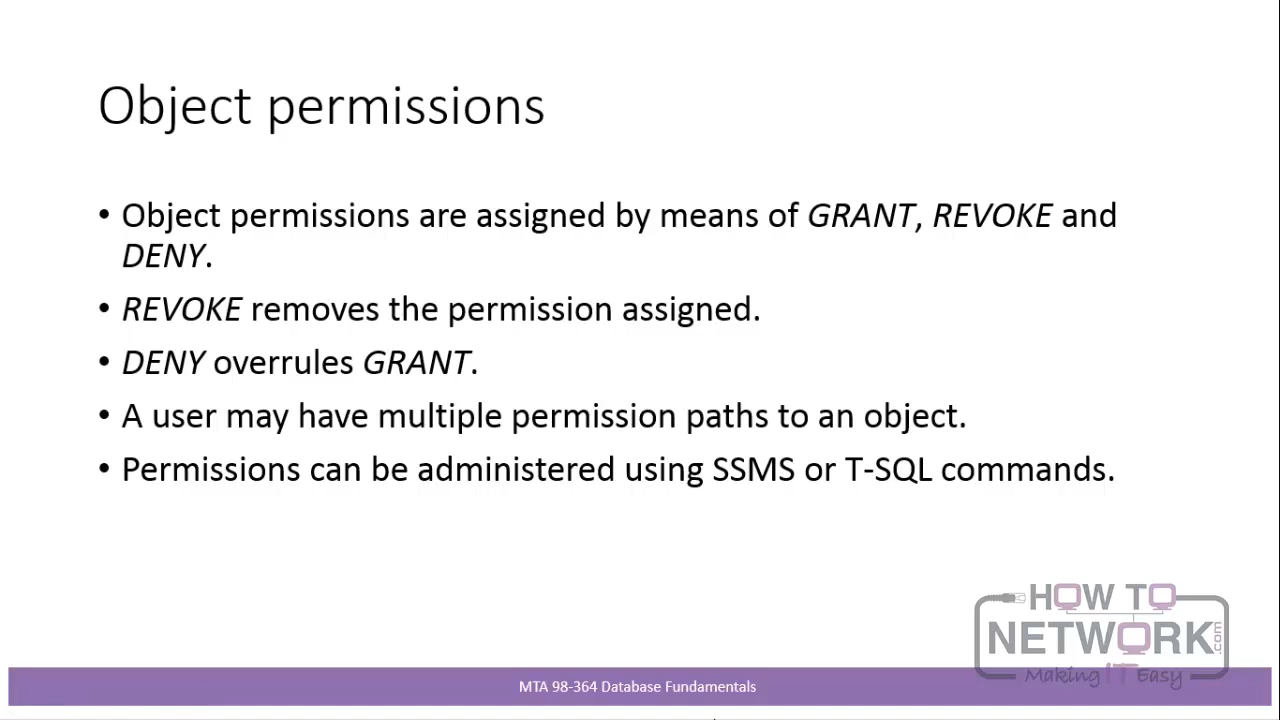 Object permissions
• Object permissions are assigned by means of GRANT, REVOKE and
DENY.
• REVOKE removes the permission assigned.
• DENY overrules GRANT.
• A user may have multiple permission paths to an object.
• Permissions can be administered using SSMS or T-SQL commands.
HOW TO
NETWORK.com
Making IT Easy
MTA 98-364 Database Fundamentals